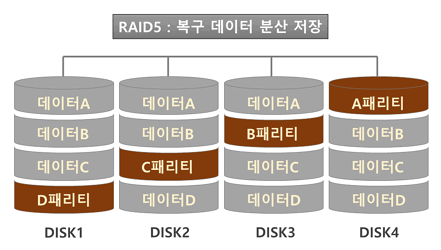 RAID5 : 복구 데이터 분산 저장
데이터A 데이터A 데이터A A패리티
데이터B 데이터B B패리티 데이터B
데이터C C패리티 데이터C 데이터C
D패리티 데이터D 데이터D 데이터D
DISK1 DISK2 DISK3 DISK4